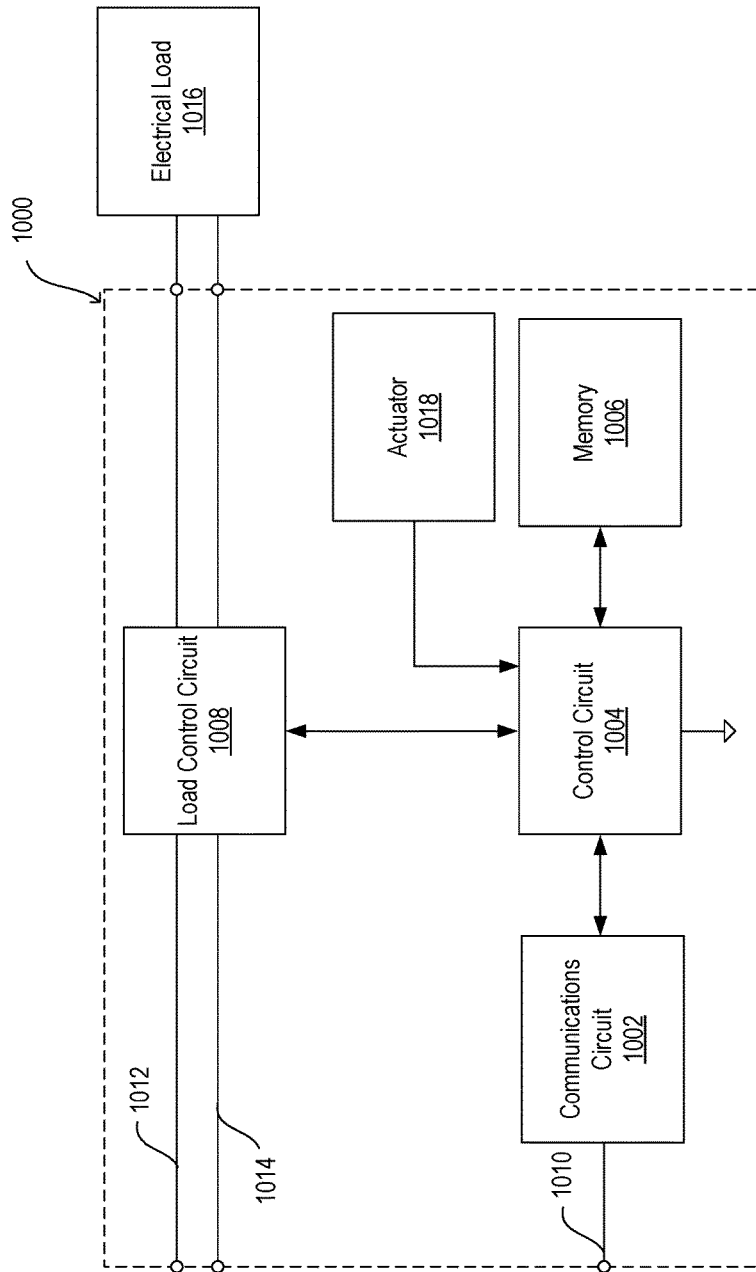 1000
1012
1014
Load Control Circuit
1008
Electrical Load
1016
Actuator
1018
1010
Communications
Circuit
1002
Control Circuit
1004
Memory
1006